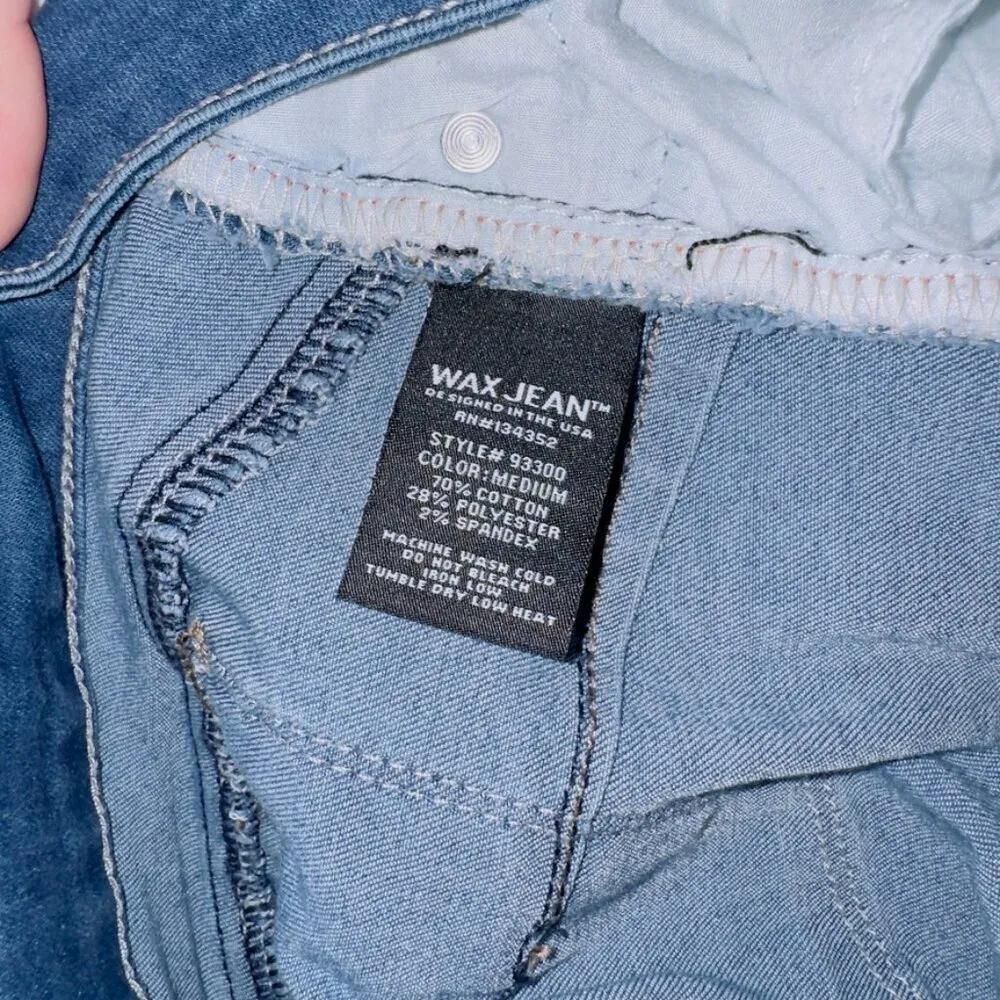 WAX JEAN™
DESIGNED IN THE USA
RN#134352
STYLE# 93300
COLOR:MEDIUM
70% COTTON
28% POLYESTER
2% SPANDEX
MACHINE WASH COLD
DO NOT BLEACH
IRON LOW
TUMBLE DRY LOW HEAT